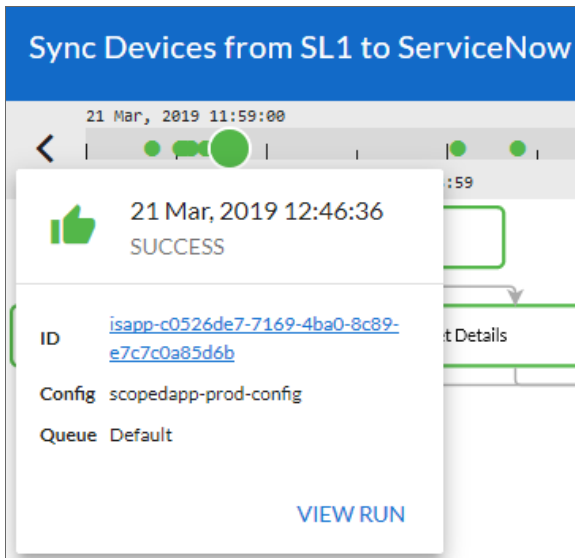 Sync Devices from SL1 to ServiceNow
21 Mar, 2019 11:59:00
:59
21 Mar, 2019 12:46:36
SUCCESS
ID isapp-c0526de7-7169-4ba0-8c89-
e7c7c0a85d6b
t Details
Config scopedapp-prod-config
Queue Default
VIEW RUN